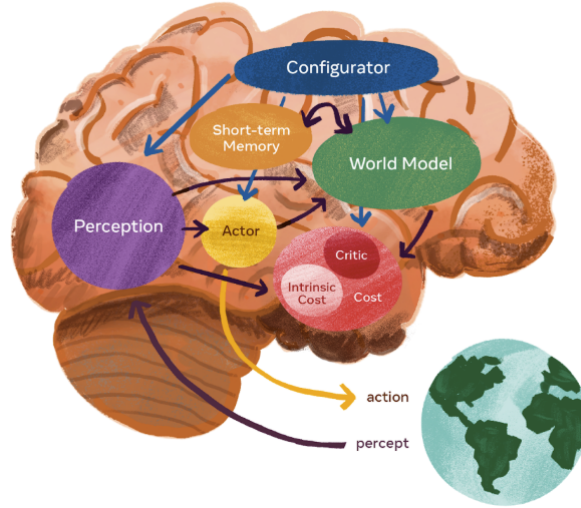 Configurator
Short-term
Memory
World Model
Perception
Actor
Critic
Intrinsic
Cost
Cost
action
percept